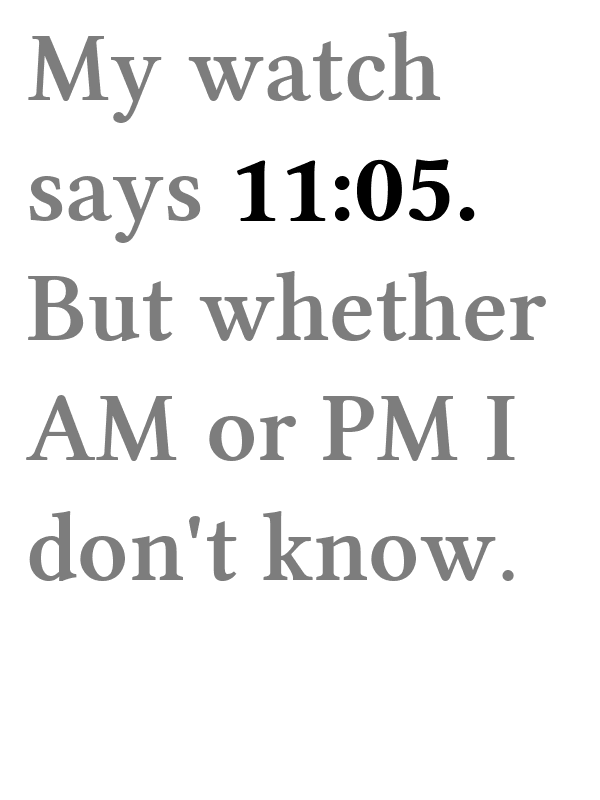 My watch
says 11:05.
But whether
AM or PM I
don't know.